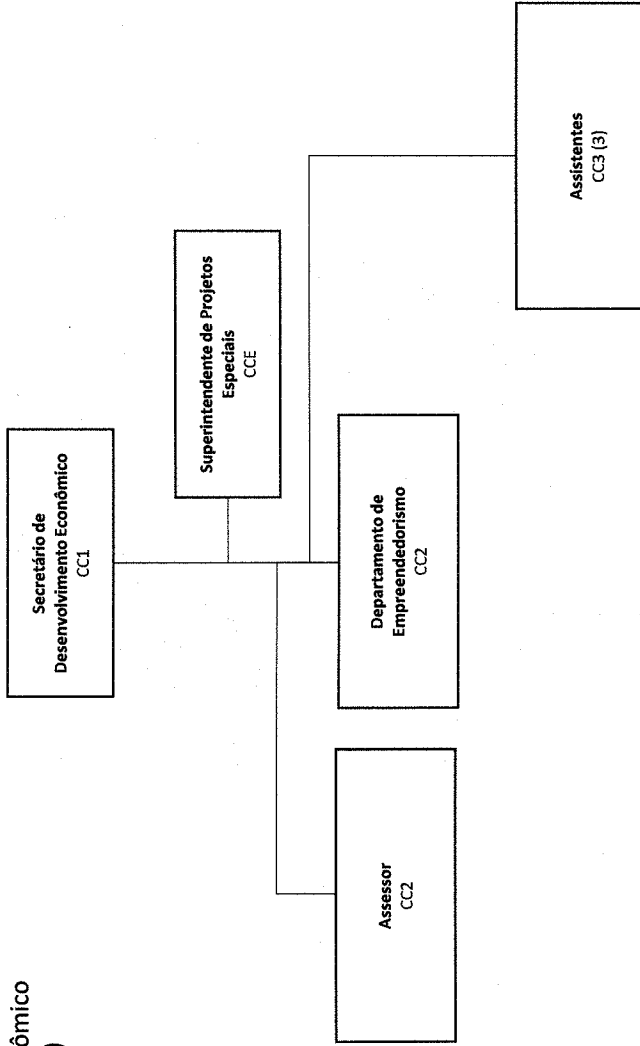 Secretário de
Desenvolvimento Econômico
CC1
Superintendente de Projetos
Especiais
CCE
Assessor
CC2
Departamento de
Empreendedorismo
CC2
Assistentes
CC3 (3)
ômico
)